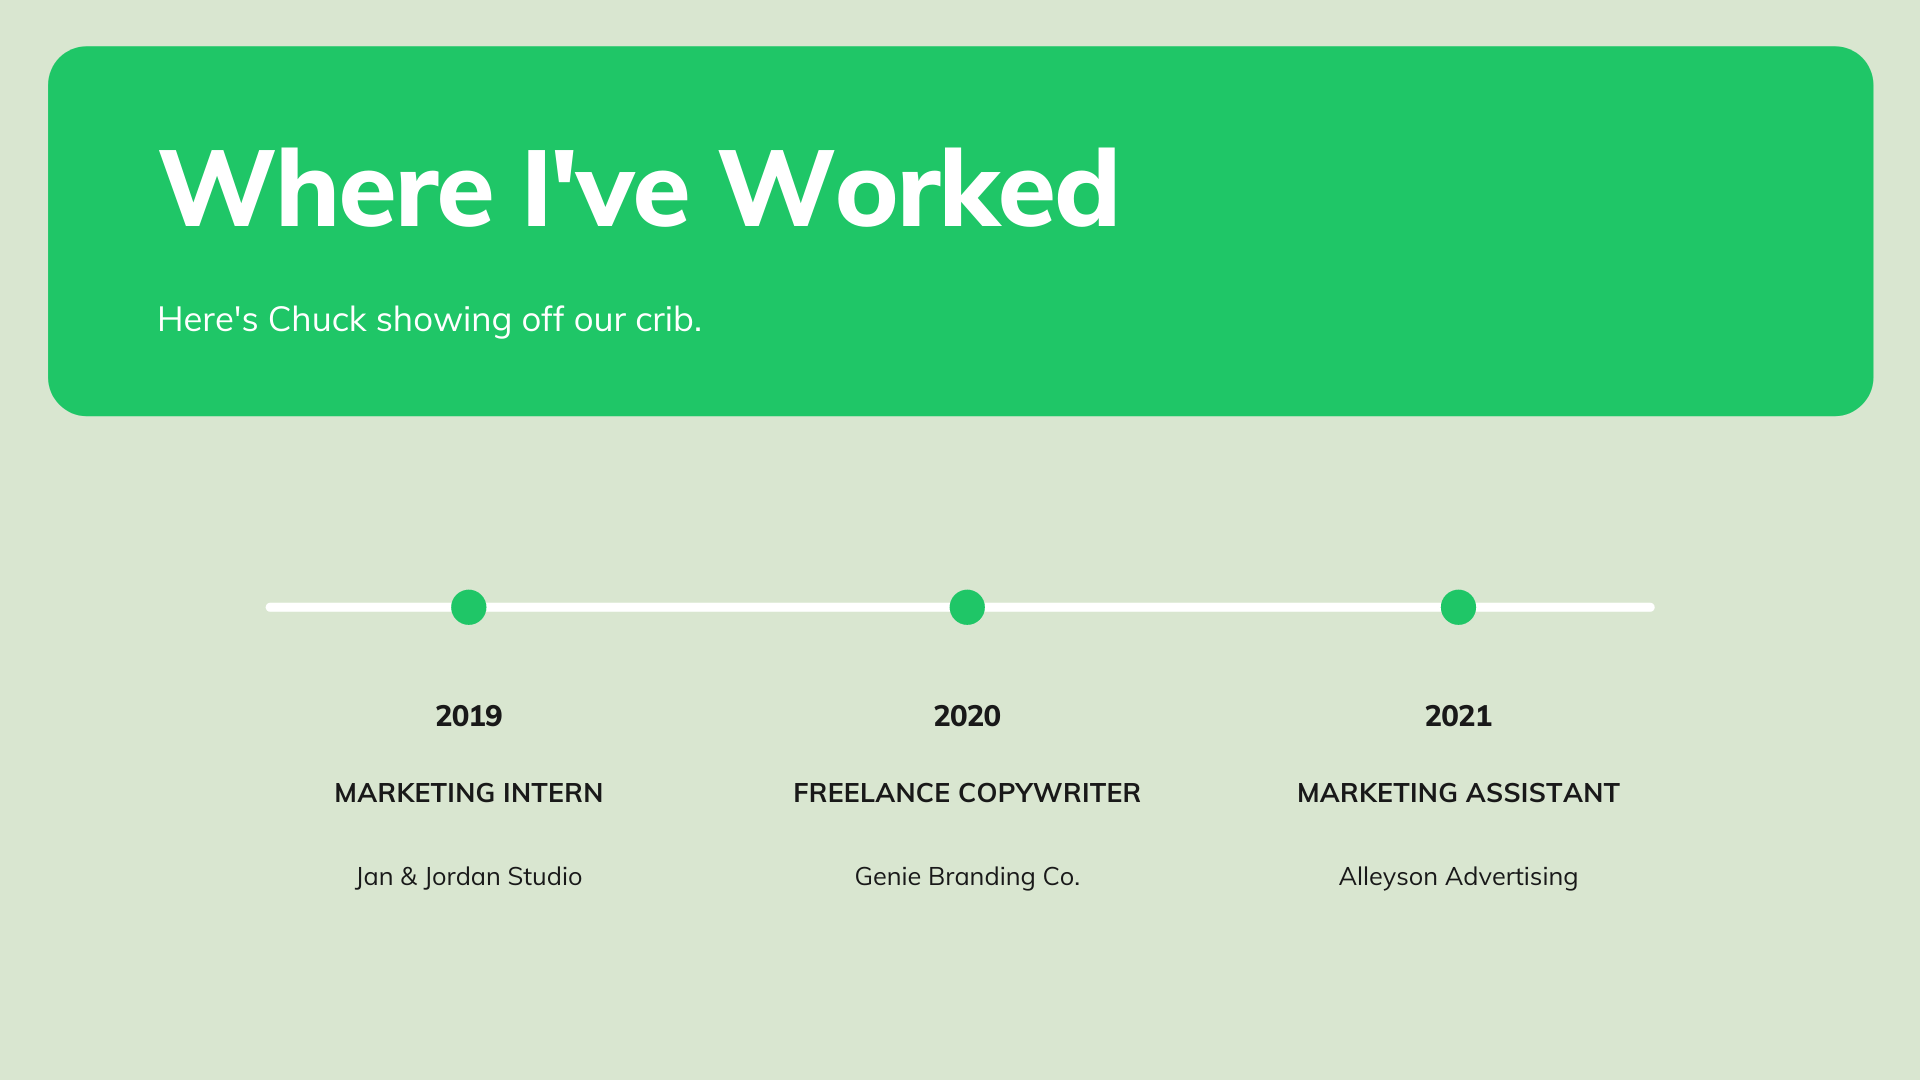 Where I've Worked
Here's Chuck showing off our crib.
2019
2020
2021
MARKETING INTERN
FREELANCE COPYWRITER
MARKETING ASSISTANT
Jan & Jordan Studio
Genie Branding Co.
Alleyson Advertising